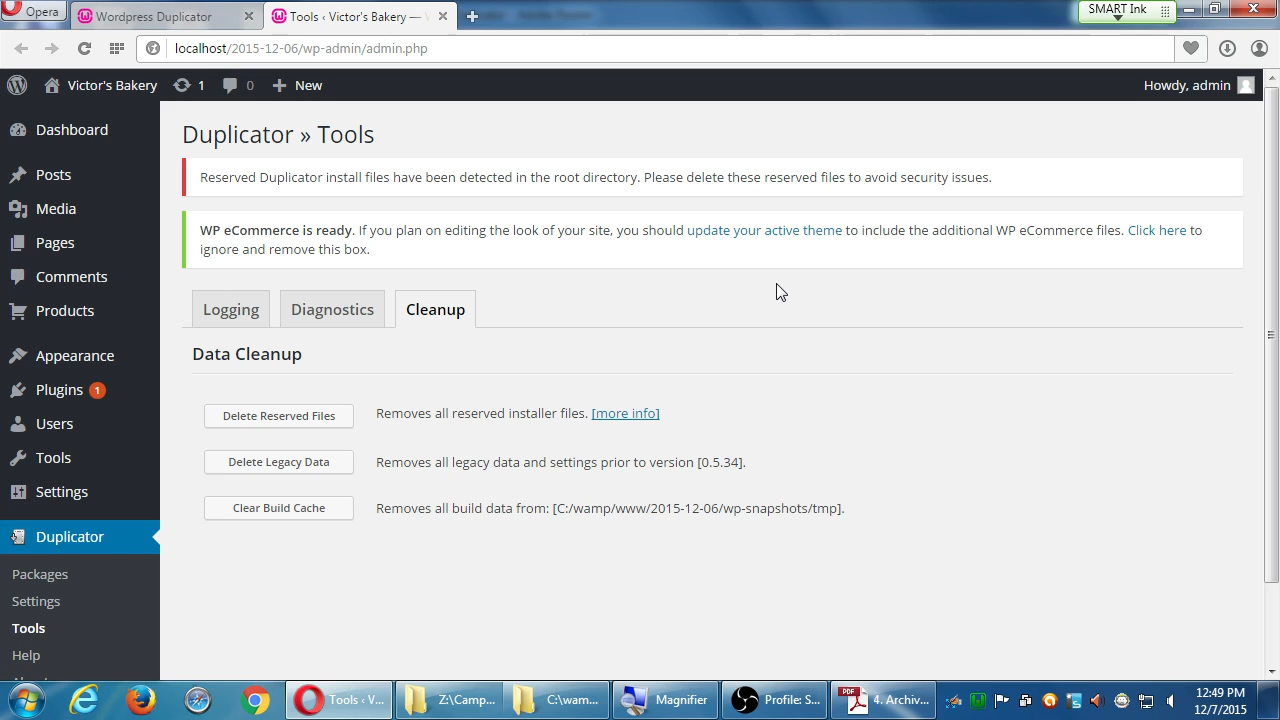 Opera
Wordpress Duplicator
Tools ‹ Victor's Bakery — V
SMART Ink
localhost/2015-12-06/wp-admin/admin.php
Victor's Bakery
1
0
New
Howdy, admin
Dashboard
Posts
Media
Pages
Comments
Products
Appearance
Plugins 1
Users
Tools
Settings
Duplicator
Packages
Settings
Tools
Help
Duplicator » Tools
Reserved Duplicator install files have been detected in the root directory. Please delete these reserved files to avoid security issues.
WP eCommerce is ready. If you plan on editing the look of your site, you should update your active theme to include the additional WP eCommerce files. Click here to
ignore and remove this box.
Logging
Diagnostics
Cleanup
Data Cleanup
Delete Reserved Files
Removes all reserved installer files. [more info]
Delete Legacy Data
Removes all legacy data and settings prior to version [0.5.34].
Clear Build Cache
Removes all build data from: [C:/wamp/www/2015-12-06/wp-snapshots/tmp].
Tools ‹ V...
Z:\Camp...
C:\wam...
Magnifier
Profile: S...
PDF
4. Archiv...
12:49 PM
12/7/2015